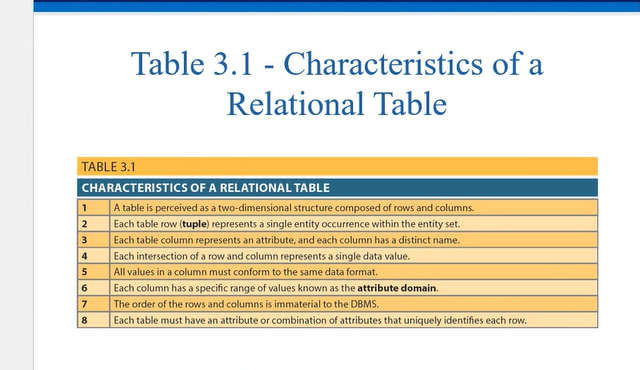 Table 3.1 - Characteristics of a
Relational Table
TABLE 3.1
CHARACTERISTICS OF A RELATIONAL TABLE
1 A table is perceived as a two-dimensional structure composed of rows and columns.
2 Each table row (tuple) represents a single entity occurrence within the entity set.
3 Each table column represents an attribute, and each column has a distinct name.
4 Each intersection of a row and column represents a single data value.
5 All values in a column must conform to the same data format.
6 Each column has a specific range of values known as the attribute domain.
7 The order of the rows and columns is immaterial to the DBMS.
8 Each table must have an attribute or combination of attributes that uniquely identifies each row.